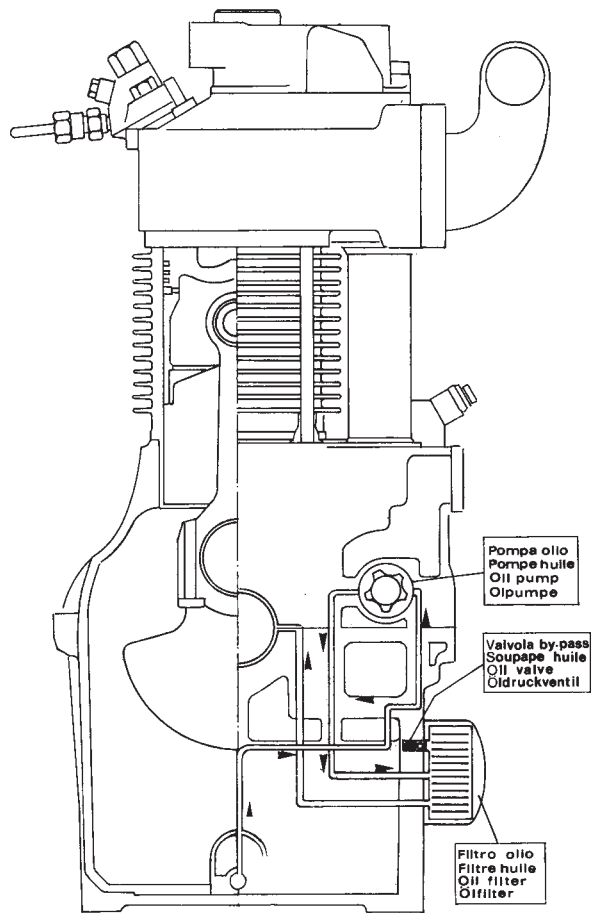 Pompa olio
Pompe huile
Oil pump
Olpumpe
Valvola by-pass
Soupape huile
Oil valve
Öldruckventil
Filtro olio
Filtre huile
Oil filter
Ölfilter